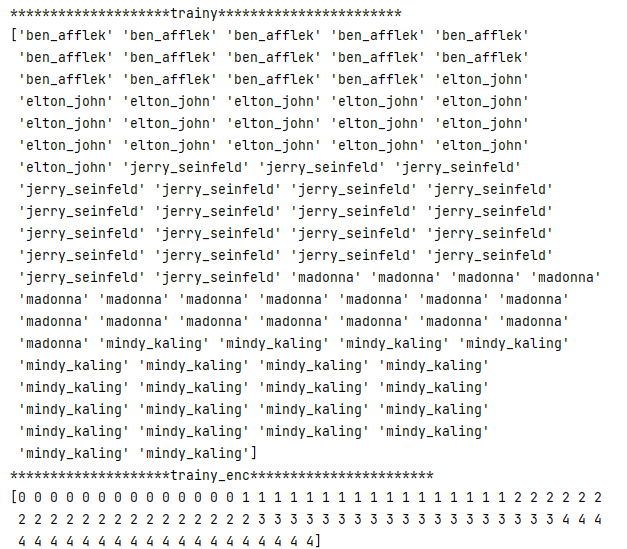 ********************trainy***********************
['ben_afflek' 'ben_afflek' 'ben_afflek' 'ben_afflek' 'ben_afflek'
'ben_afflek' 'ben_afflek' 'ben_afflek' 'ben_afflek' 'ben_afflek'
'ben_afflek' 'ben_afflek' 'ben_afflek' 'ben_afflek' 'elton_john'
'elton_john' 'elton_john' 'elton_john' 'elton_john' 'elton_john'
'elton_john' 'elton_john' 'elton_john' 'elton_john' 'elton_john'
'elton_john' 'elton_john' 'elton_john' 'elton_john' 'elton_john'
'elton_john' 'jerry_seinfeld' 'jerry_seinfeld' 'jerry_seinfeld'
'jerry_seinfeld' 'jerry_seinfeld' 'jerry_seinfeld' 'jerry_seinfeld'
'jerry_seinfeld' 'jerry_seinfeld' 'jerry_seinfeld' 'jerry_seinfeld'
'jerry_seinfeld' 'jerry_seinfeld' 'jerry_seinfeld' 'jerry_seinfeld'
'jerry_seinfeld' 'jerry_seinfeld' 'jerry_seinfeld' 'jerry_seinfeld'
'jerry_seinfeld' 'jerry_seinfeld' 'madonna' 'madonna' 'madonna' 'madonna'
'madonna' 'madonna' 'madonna' 'madonna' 'madonna' 'madonna' 'madonna'
'madonna' 'madonna' 'madonna' 'madonna' 'madonna' 'madonna' 'madonna'
'madonna' 'mindy_kaling' 'mindy_kaling' 'mindy_kaling' 'mindy_kaling'
'mindy_kaling' 'mindy_kaling' 'mindy_kaling' 'mindy_kaling'
'mindy_kaling' 'mindy_kaling' 'mindy_kaling' 'mindy_kaling'
'mindy_kaling' 'mindy_kaling' 'mindy_kaling' 'mindy_kaling'
'mindy_kaling' 'mindy_kaling' 'mindy_kaling' 'mindy_kaling'
'mindy_kaling' 'mindy_kaling']
********************trainy_enc***********************
[0 0 0 0 0 0 0 0 0 0 0 0 0 0 1 1 1 1 1 1 1 1 1 1 1 1 1 1 1 1 1 2 2 2 2 2 2
2 2 2 2 2 2 2 2 2 2 2 2 2 2 2 3 3 3 3 3 3 3 3 3 3 3 3 3 3 3 3 3 3 3 4 4 4
4 4 4 4 4 4 4 4 4 4 4 4 4 4 4 4 4 4 4]